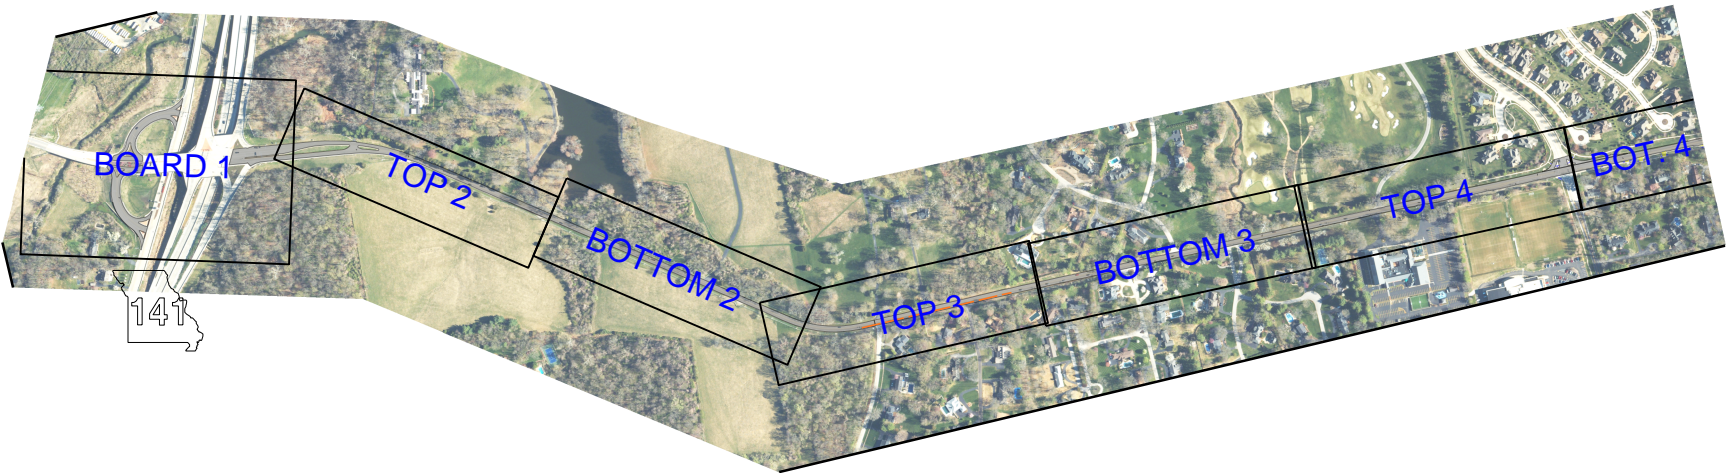 BOARD 1
TOP 2
BOTTOM 2
TOP 3
BOTTOM 3
TOP 4
BOT. 4
141